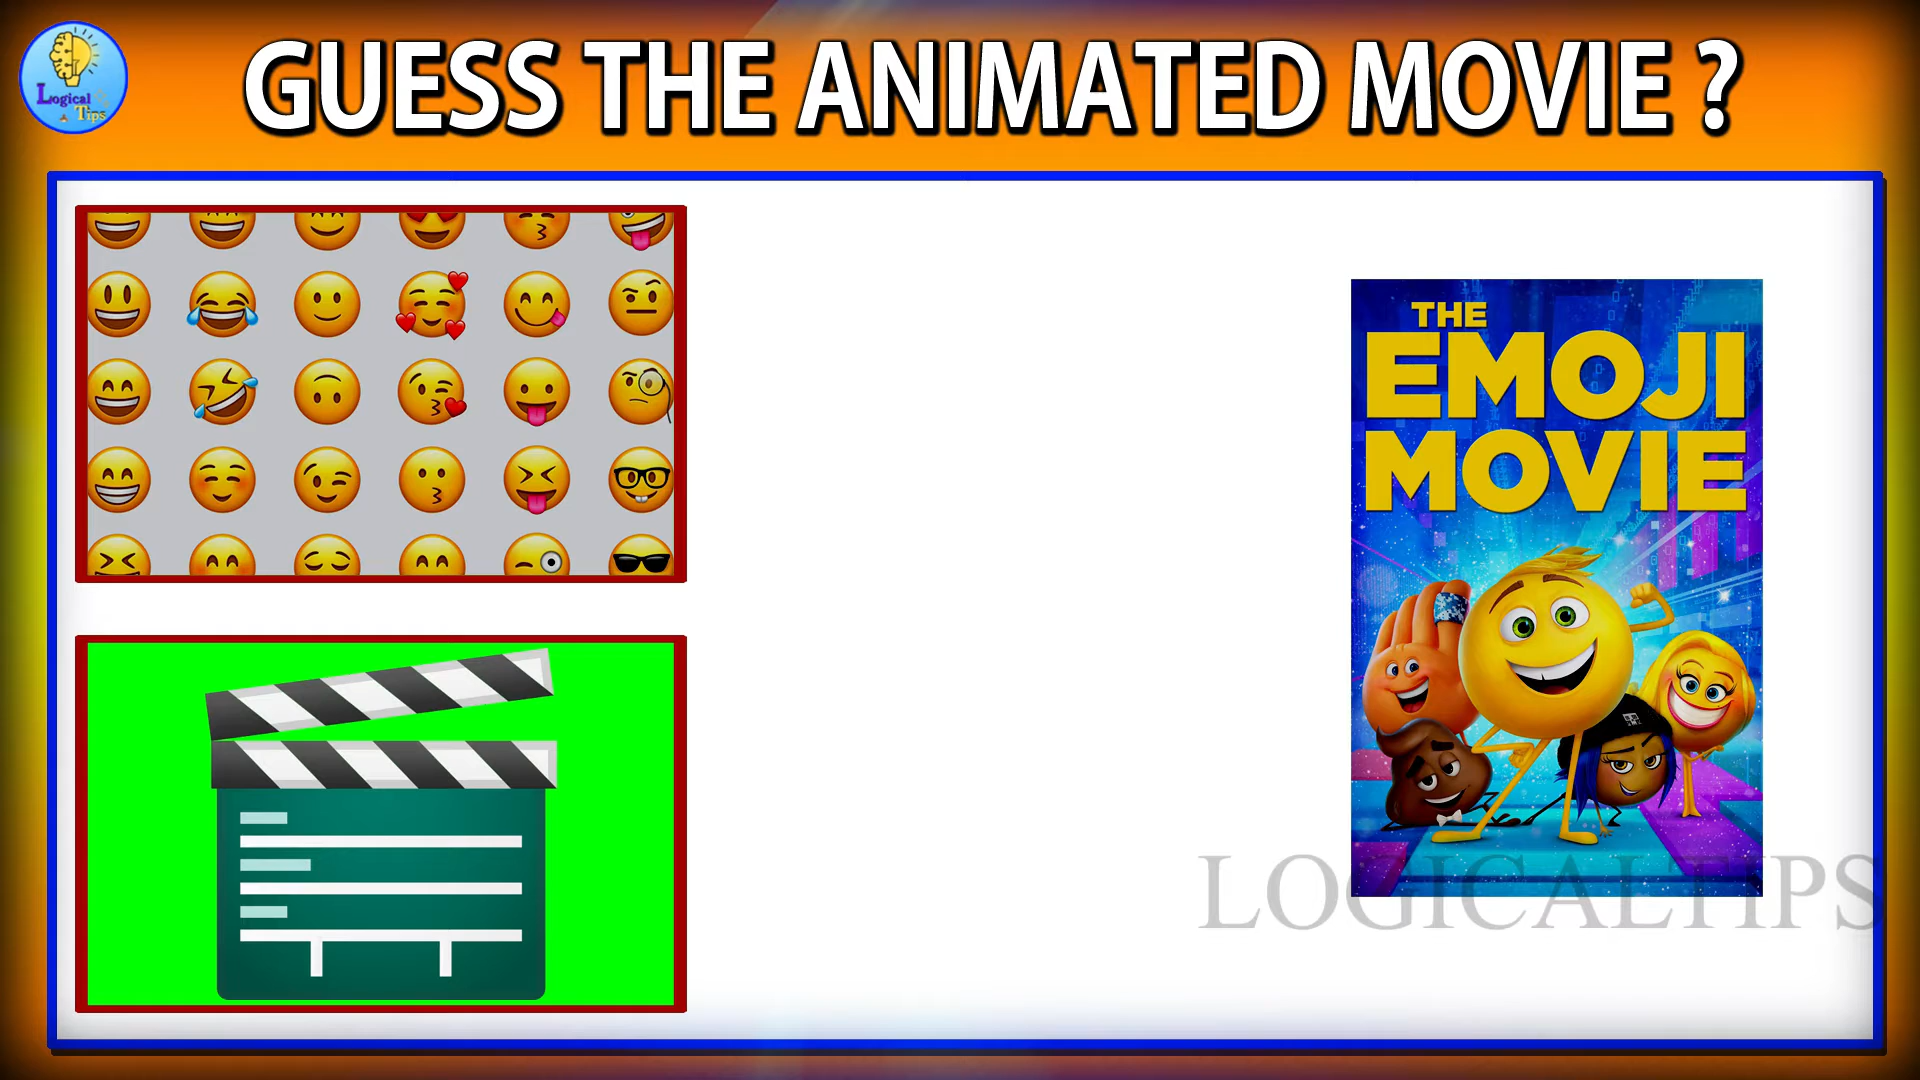 Logical
Tips
GUESS THE ANIMATED MOVIE ?
THE
EMOJI
MOVIE
LOGICALTIPS